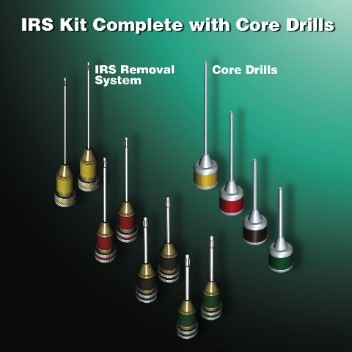 IRS Kit Complete with Core Drills
IRS Removal
System
Core Drills